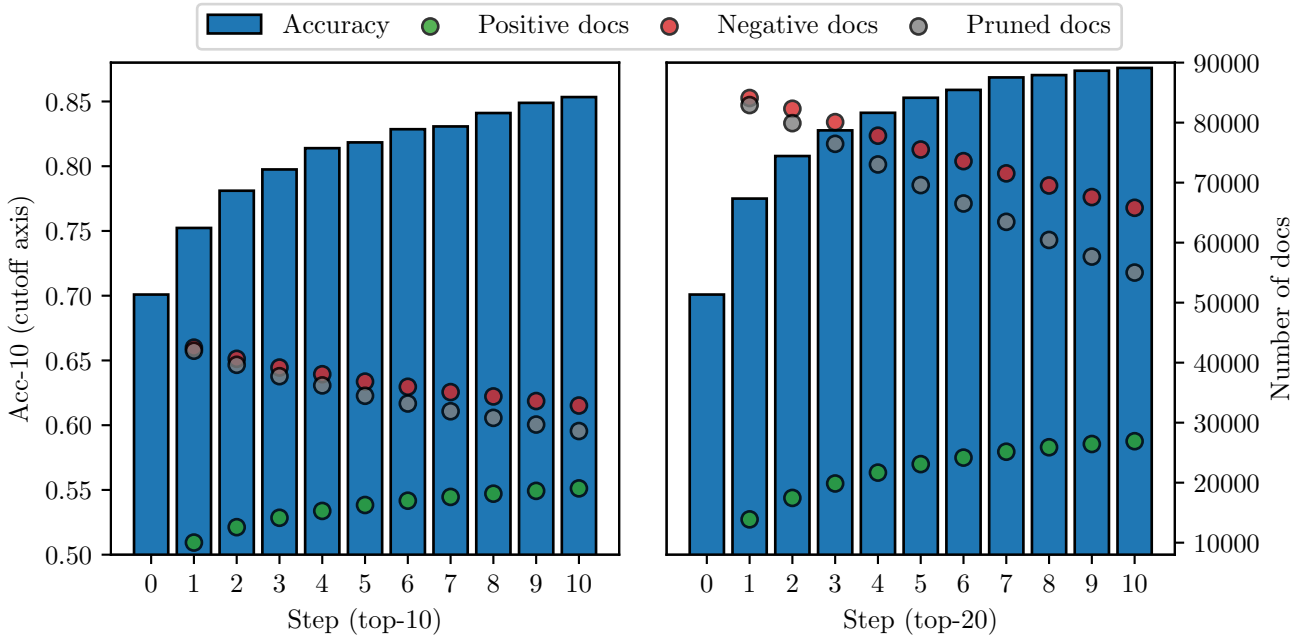 Accuracy Positive docs Negative docs Pruned docs
Acc-10 (cutoff axis)
0.85
0.80
0.75
0.70
0.65
0.60
0.55
0.50
0 1 2 3 4 5 6 7 8 9 10
Step (top-10)
0 1 2 3 4 5 6 7 8 9 10
Step (top-20)
90000
80000
70000
60000
50000
40000
30000
20000
10000
Number of docs